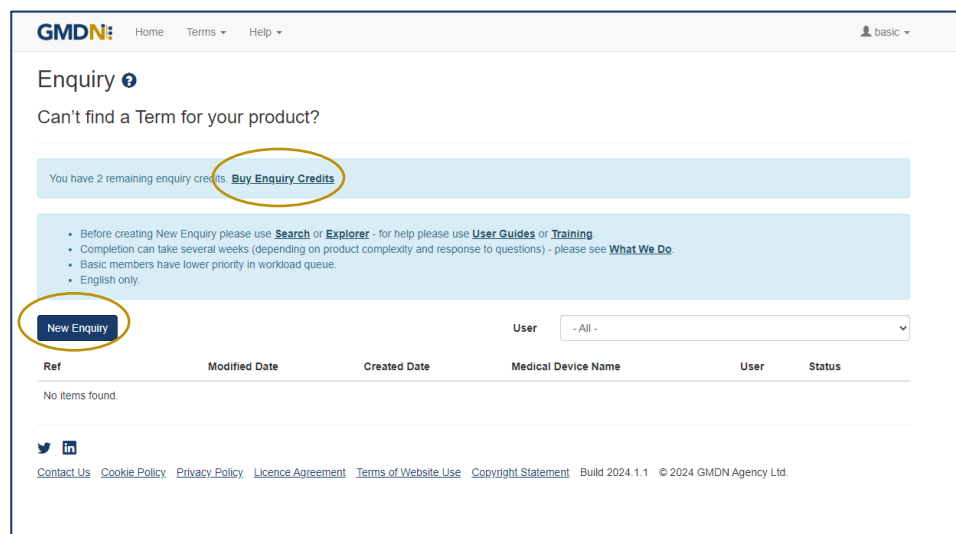 GMDN Home Terms Help basic
Enquiry ?
Can't find a Term for your product?
You have 2 remaining enquiry credits. Buy Enquiry Credits
Before creating New Enquiry please use Search or Explorer - for help please use User Guides or Training.
Completion can take several weeks (depending on product complexity and response to questions) - please see What We Do.
Basic members have lower priority in workload queue.
English only.
New Enquiry User - All -
Ref Modified Date Created Date Medical Device Name User Status
No items found.
in
Contact Us Cookie Policy Privacy Policy Licence Agreement Terms of Website Use Copyright Statement Build 2024.1.1 © 2024 GMDN Agency Ltd.